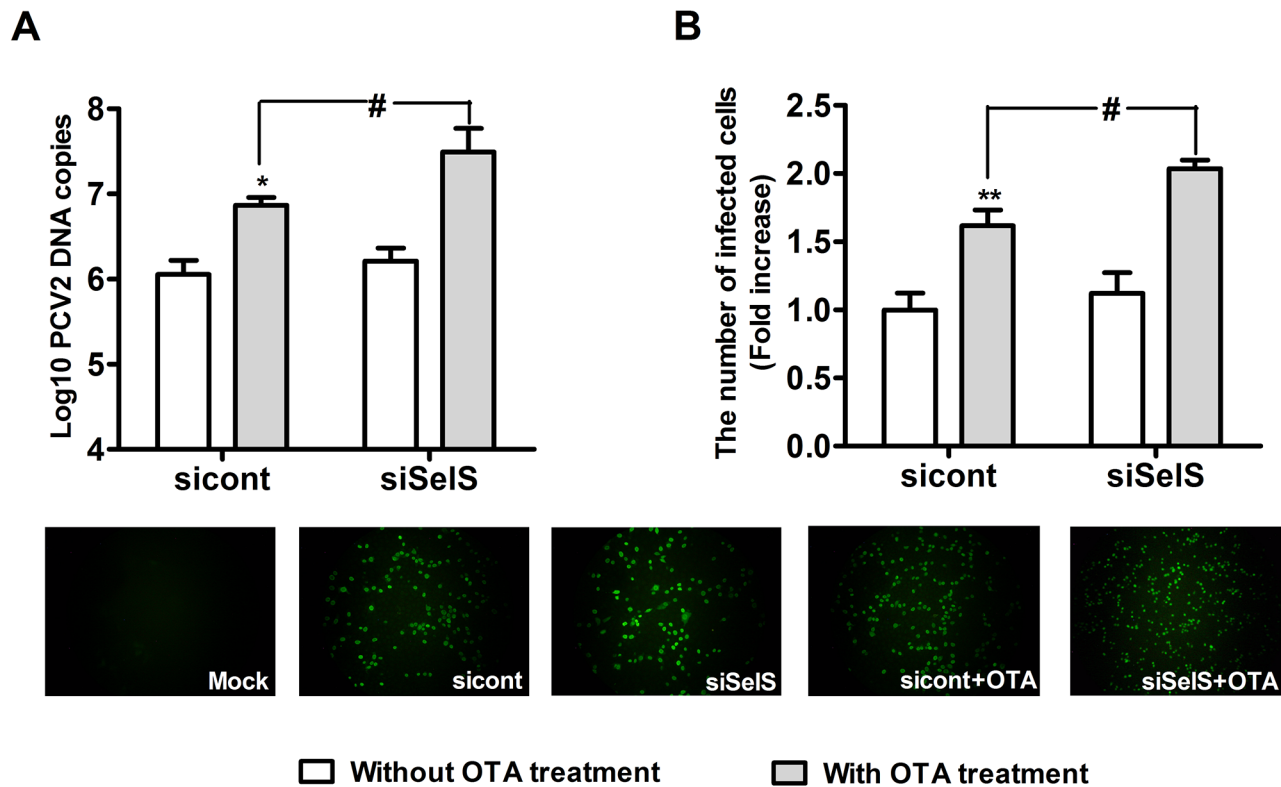 A
B
Log10 PCV2 DNA copies
8
7
6
5
4
*
#
sicont
siSelS
The number of infected cells
(Fold increase)
2.5
2.0
1.5
1.0
0.5
0.0
**
#
sicont
siSelS
Mock
sicont
siSelS
sicont+OTA
siSelS+OTA
Without OTA treatment
With OTA treatment